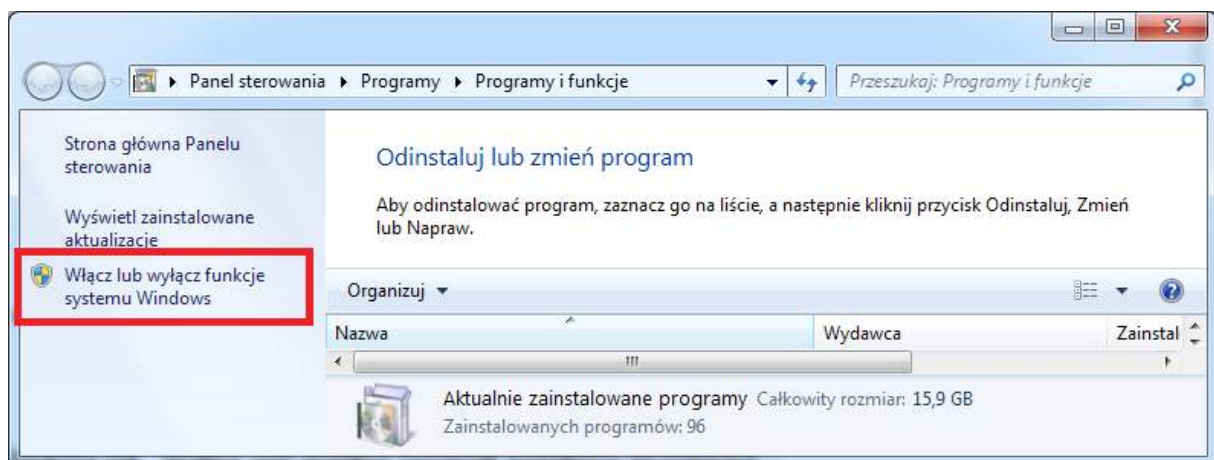 Panel sterowania ▸ Programy ▸ Programy i funkcje
Przeszukaj: Programy i funkcje
Strona główna Panelu
sterowania
Wyświetl zainstalowane
aktualizacje
Włącz lub wyłącz funkcje
systemu Windows
Odinstaluj lub zmień program
Aby odinstalować program, zaznacz go na liście, a następnie kliknij przycisk Odinstaluj, Zmień
lub Napraw.
Organizuj
Nazwa Wydawca Zainstal
Aktualnie zainstalowane programy Całkowity rozmiar: 15,9 GB
Zainstalowanych programów: 96